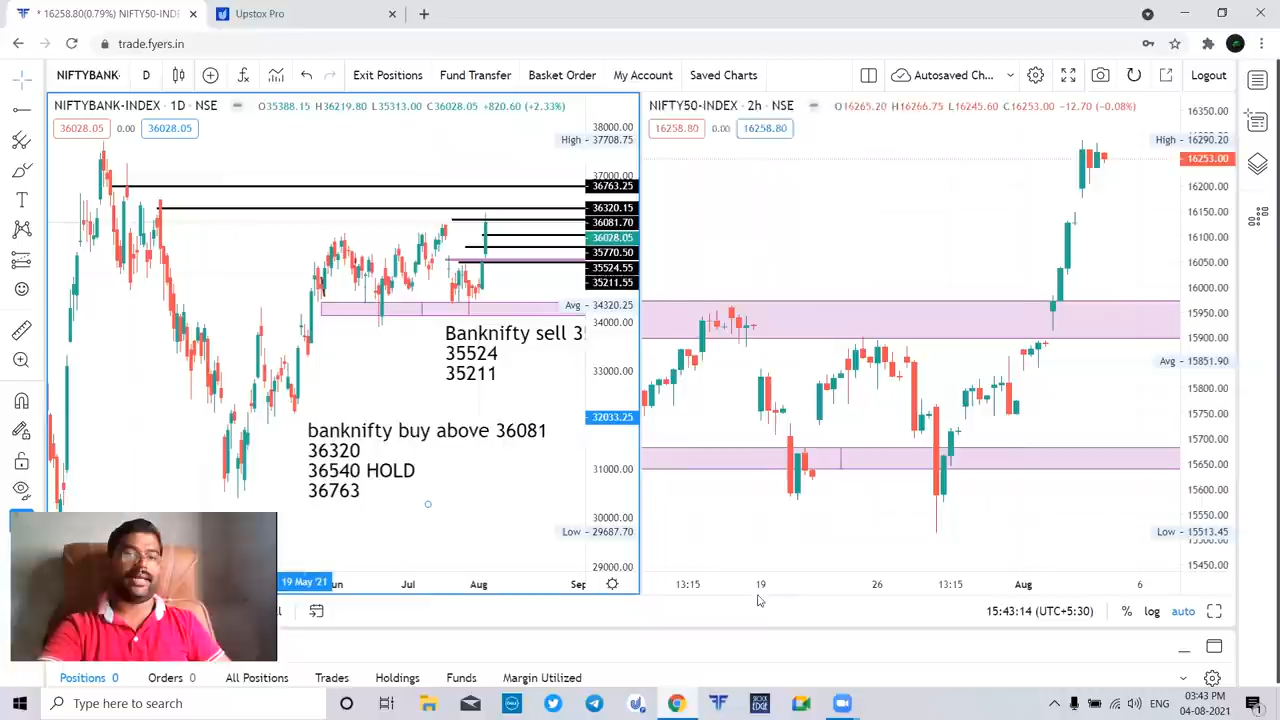 * 16258.80(0.79%) NIFTY50-IND
Upstox Pro
trade.fyers.in
NIFTYBANK- D
Exit Positions Fund Transfer Basket Order My Account Saved Charts
Autosaved Ch...
Logout
NIFTYBANK-INDEX · 1D · NSE O35388.15 H36219.80 L35313.00 C36028.05 +820.60 (+2.33%)
36028.05 0.00 36028.05
NIFTY50-INDEX · 2h · NSE O16265.20 H16266.75 L16245.60 C16253.00 -12.70 (-0.08%)
16258.80 0.00 16258.80
38000.00
High - 37708.75
37000.00
36763.25
36320.15
36081.70
36028.05
35770.50
35524.55
35211.55
Avg - 34320.25
34000.00
33000.00
32033.25
31000.00
30000.00
Low - 29687.70
29000.00
Banknifty sell
35524
35211
banknifty buy above 36081
36320
36540 HOLD
36763
16350.00
High - 16290.20
16253.00
16200.00
16150.00
16100.00
16050.00
16000.00
15950.00
15900.00
Avg - 15851.90
15800.00
15750.00
15700.00
15650.00
15600.00
15550.00
Low - 15513.45
15450.00
19 May '21 Jul Aug Sep
13:15 19 26 13:15 Aug 6
15:43:14 (UTC+5:30) % log auto
Positions 0 Orders 0 All Positions Trades Holdings Funds Margin Utilized
Type here to search
DELL
STOCK
EDGE
ENG
03:43 PM
04-08-2021